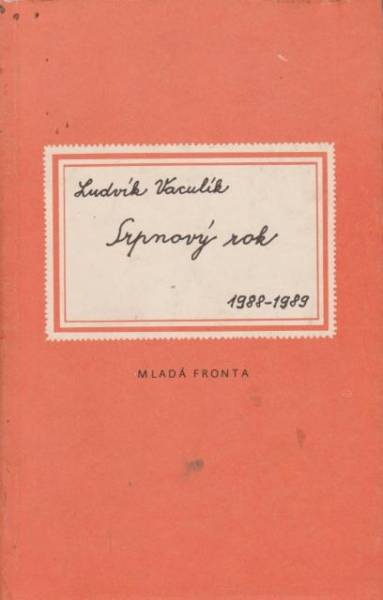 Ludvík Vaculík
Srpnový rok
1988-1989
MLADÁ FRONTA